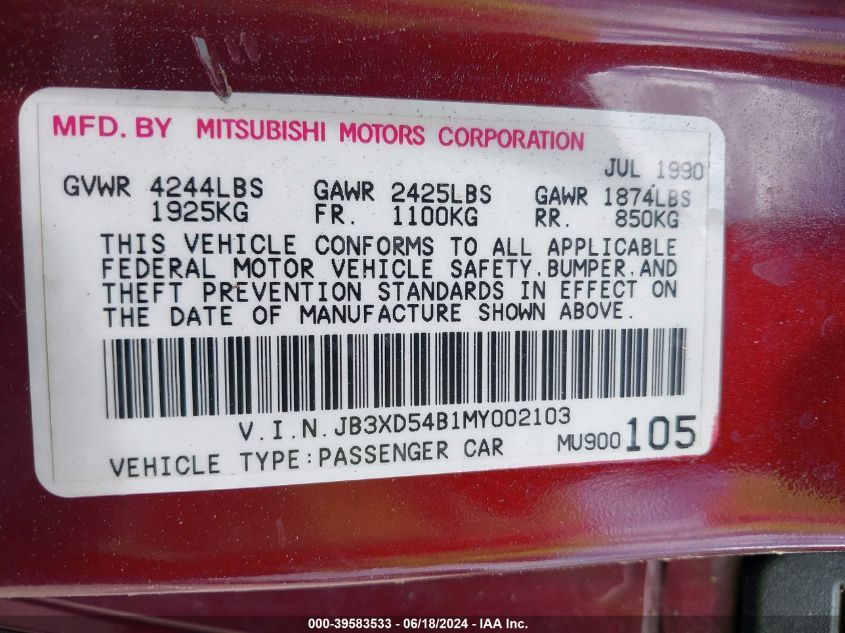 MFD. BY MITSUBISHI MOTORS CORPORATION
JUL 1990
GVWR 4244LBS GAWR 2425LBS GAWR 1874LBS
1925KG FR. 1100KG RR. 850KG
THIS VEHICLE CONFORMS TO ALL APPLICABLE
FEDERAL MOTOR VEHICLE SAFETY, BUMPER, AND
THEFT PREVENTION STANDARDS IN EFFECT ON
THE DATE OF MANUFACTURE SHOWN ABOVE.
V.I.N. JB3XD54B1MY002103
VEHICLE TYPE: PASSENGER CAR MU900 105
000-39583533 - 06/18/2024 - IAA Inc.